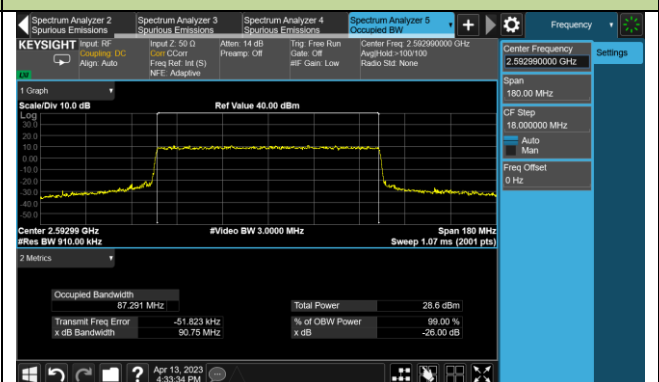 Spectrum Analyzer 2
Spurious Emissions
Spectrum Analyzer 3
Spurious Emissions
Spectrum Analyzer 4
Spurious Emissions
Spectrum Analyzer 5
Occupied BW
Frequency
KEYSIGHT
Input: RF
Coupling: DC
Align: Auto
Input Z: 50 Ω
Corr CCorr
Freq Ref: Int (S)
NFE: Adaptive
Atten: 14 dB
Preamp: Off
Trig: Free Run
Gate: Off
#IF Gain: Low
Center Freq: 2.592990000 GHz
Avg|Hold:>100/100
Radio Std: None
LXI
Center Frequency
2.592990000 GHz
Settings
Span
180.00 MHz
CF Step
18.000000 MHz
Auto
Man
Freq Offset
0 Hz
1 Graph
Scale/Div 10.0 dB
Ref Value 40.00 dBm
Log
30.0
20.0
10.0
0.00
-10.0
-20.0
-30.0
-40.0
-50.0
Center 2.59299 GHz
#Video BW 3.0000 MHz
Span 180 MHz
#Res BW 910.00 kHz
Sweep 1.07 ms (2001 pts)
2 Metrics
Occupied Bandwidth
87.291 MHz
Total Power
28.6 dBm
Transmit Freq Error
-51.823 kHz
% of OBW Power
99.00 %
x dB Bandwidth
90.75 MHz
x dB
-26.00 dB
Apr 13, 2023
4:33:34 PM